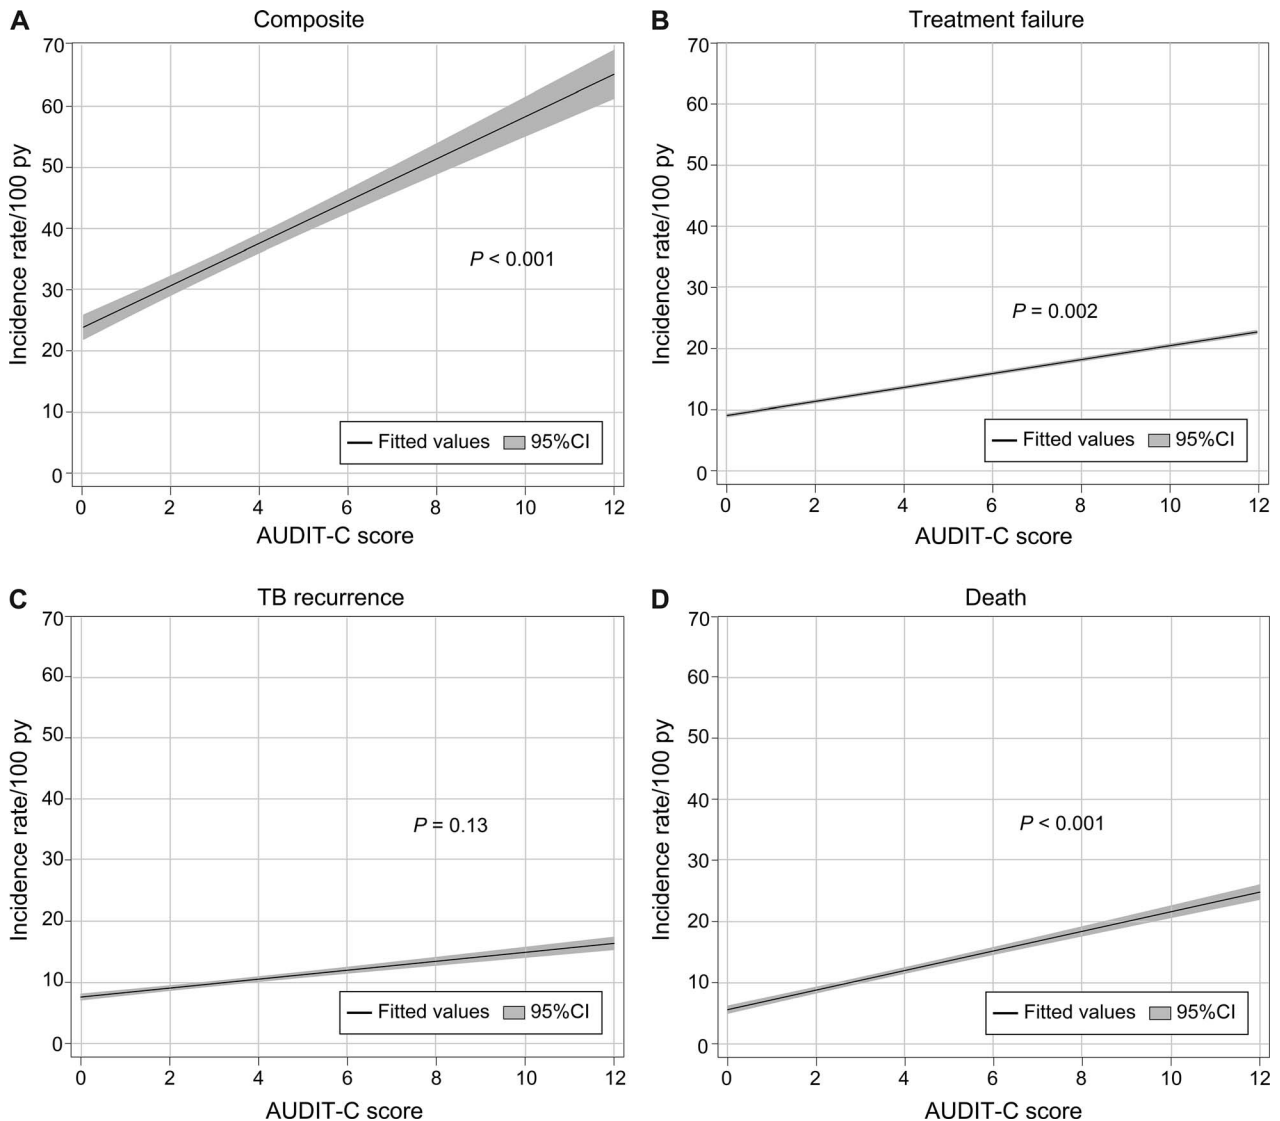 A
Composite
Incidence rate/100 py
70
60
50
40
30
20
10
0
P < 0.001
Fitted values 95%CI
0 2 4 6 8 10 12
AUDIT-C score
B
Treatment failure
Incidence rate/100 py
70
60
50
40
30
20
10
0
P = 0.002
Fitted values 95%CI
0 2 4 6 8 10 12
AUDIT-C score
C
TB recurrence
Incidence rate/100 py
70
60
50
40
30
20
10
0
P = 0.13
Fitted values 95%CI
0 2 4 6 8 10 12
AUDIT-C score
D
Death
Incidence rate/100 py
70
60
50
40
30
20
10
0
P < 0.001
Fitted values 95%CI
0 2 4 6 8 10 12
AUDIT-C score